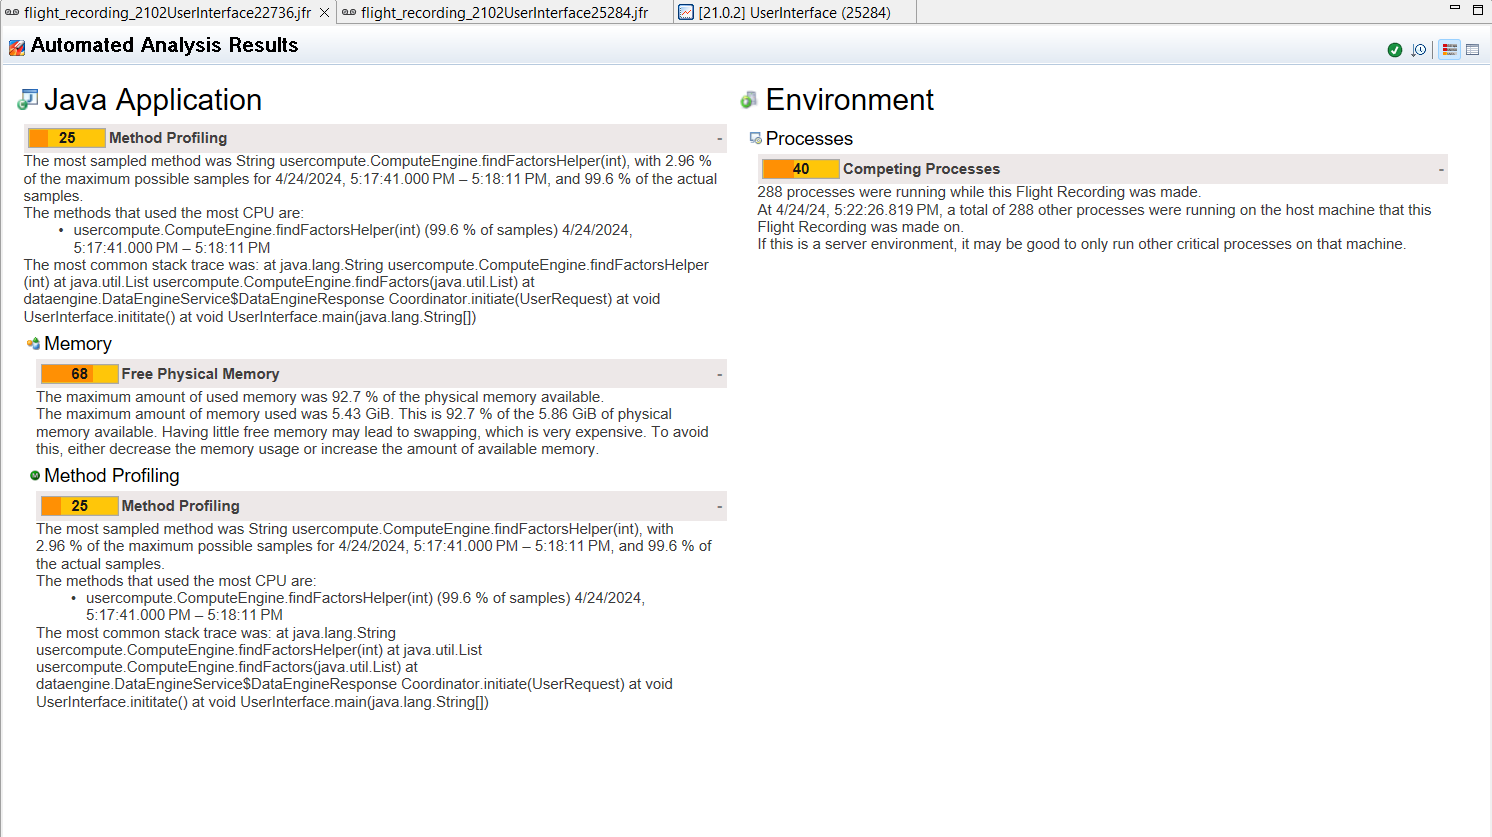 flight_recording_2102UserInterface22736.jfr
flight_recording_2102UserInterface25284.jfr
[21.0.2] UserInterface (25284)
Automated Analysis Results
Java Application
25 Method Profiling -
The most sampled method was String usercompute.ComputeEngine.findFactorsHelper(int), with 2.96 %
of the maximum possible samples for 4/24/2024, 5:17:41.000 PM – 5:18:11 PM, and 99.6 % of the actual
samples.
The methods that used the most CPU are:
• usercompute.ComputeEngine.findFactorsHelper(int) (99.6 % of samples) 4/24/2024,
5:17:41.000 PM – 5:18:11 PM
The most common stack trace was: at java.lang.String usercompute.ComputeEngine.findFactorsHelper
(int) at java.util.List usercompute.ComputeEngine.findFactors(java.util.List) at
dataengine.DataEngineService$DataEngineResponse Coordinator.initiate(UserRequest) at void
UserInterface.inititate() at void UserInterface.main(java.lang.String[])
Memory
68 Free Physical Memory -
The maximum amount of used memory was 92.7 % of the physical memory available.
The maximum amount of memory used was 5.43 GiB. This is 92.7 % of the 5.86 GiB of physical
memory available. Having little free memory may lead to swapping, which is very expensive. To avoid
this, either decrease the memory usage or increase the amount of available memory.
Method Profiling
25 Method Profiling -
The most sampled method was String usercompute.ComputeEngine.findFactorsHelper(int), with
2.96 % of the maximum possible samples for 4/24/2024, 5:17:41.000 PM – 5:18:11 PM, and 99.6 % of
the actual samples.
The methods that used the most CPU are:
• usercompute.ComputeEngine.findFactorsHelper(int) (99.6 % of samples) 4/24/2024,
5:17:41.000 PM – 5:18:11 PM
The most common stack trace was: at java.lang.String
usercompute.ComputeEngine.findFactorsHelper(int) at java.util.List
usercompute.ComputeEngine.findFactors(java.util.List) at
dataengine.DataEngineService$DataEngineResponse Coordinator.initiate(UserRequest) at void
UserInterface.inititate() at void UserInterface.main(java.lang.String[])
Environment
Processes
40 Competing Processes -
288 processes were running while this Flight Recording was made.
At 4/24/24, 5:22:26.819 PM, a total of 288 other processes were running on the host machine that this
Flight Recording was made on.
If this is a server environment, it may be good to only run other critical processes on that machine.